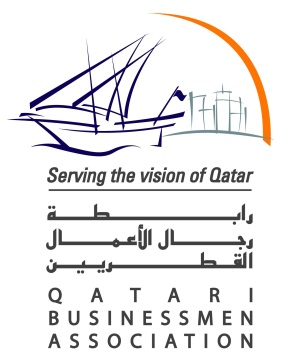 Serving the vision of Qatar
رابطة
رجال الأعمال
القطريين
QATARI
BUSINESSMEN
ASSOCIATION